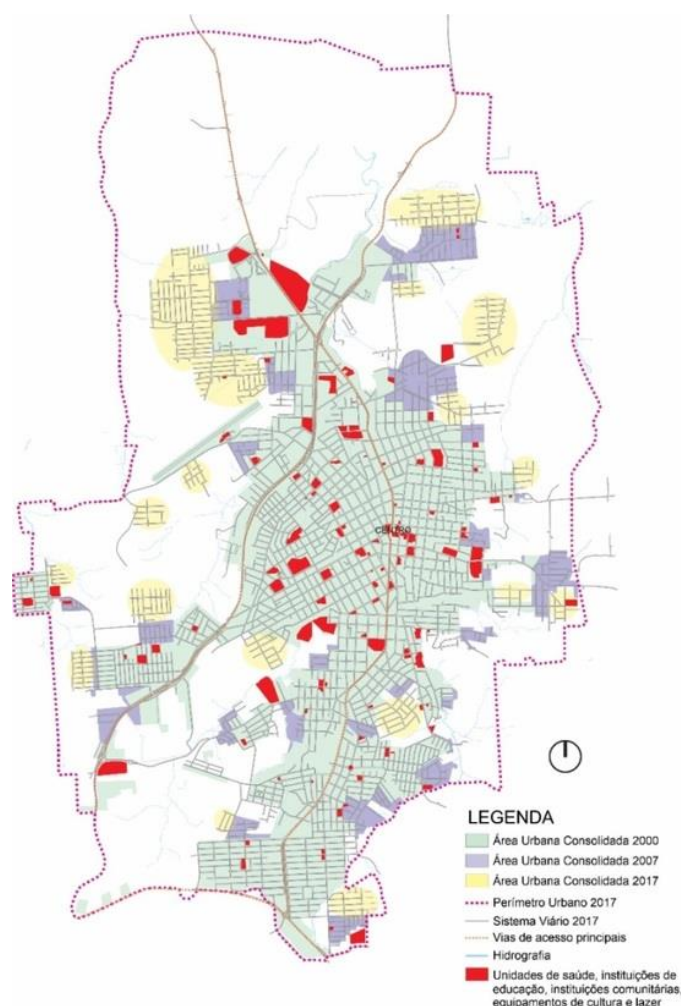 CENTRO
LEGENDA
Área Urbana Consolidada 2000
Área Urbana Consolidada 2007
Área Urbana Consolidada 2017
Perímetro Urbano 2017
Sistema Viário 2017
Vias de acesso principais
Hidrografia
Unidades de saúde, instituições de
educação, instituições comunitárias,
equipamentos de cultura e lazer